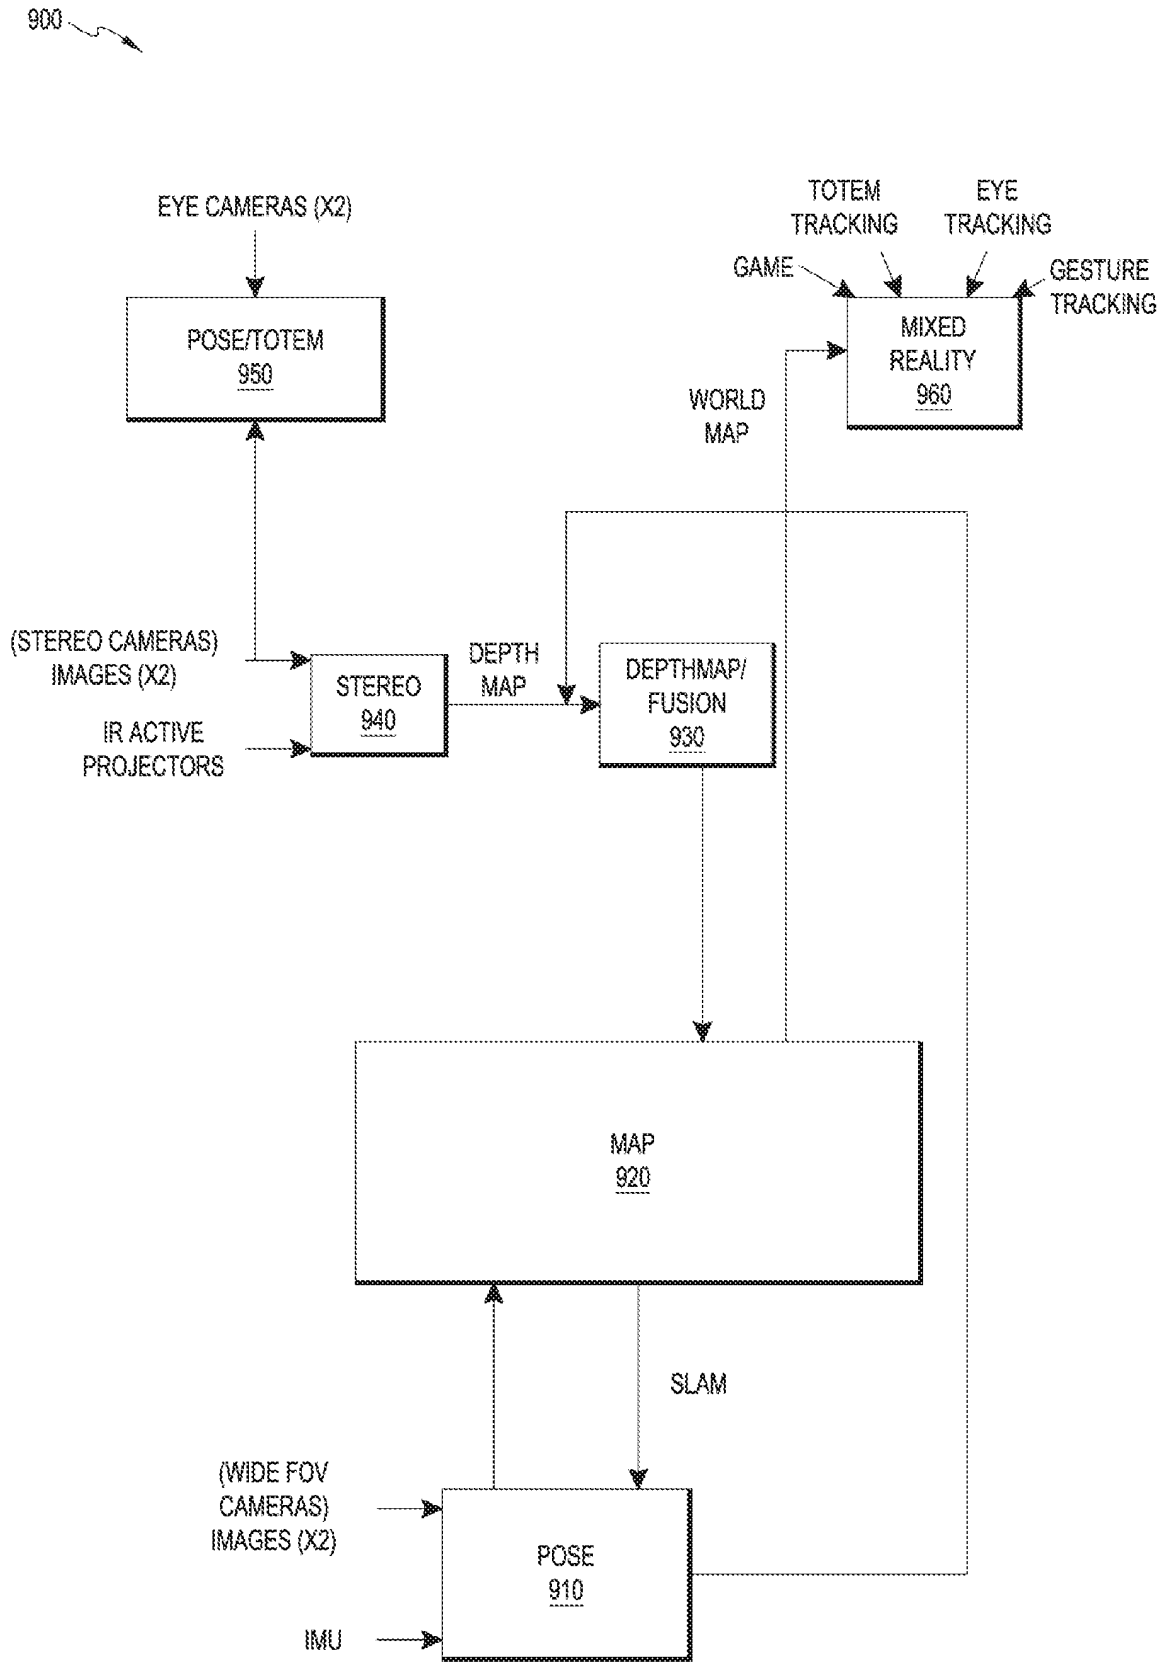 900
EYE CAMERAS (X2)
POSE/TOTEM
950
TOTEM
TRACKING
EYE
TRACKING
GAME
GESTURE
TRACKING
MIXED
REALITY
960
WORLD
MAP
(STEREO CAMERAS)
IMAGES (X2)
IR ACTIVE
PROJECTORS
STEREO
940
DEPTH
MAP
DEPTHMAP/
FUSION
930
MAP
920
SLAM
(WIDE FOV
CAMERAS)
IMAGES (X2)
IMU
POSE
910